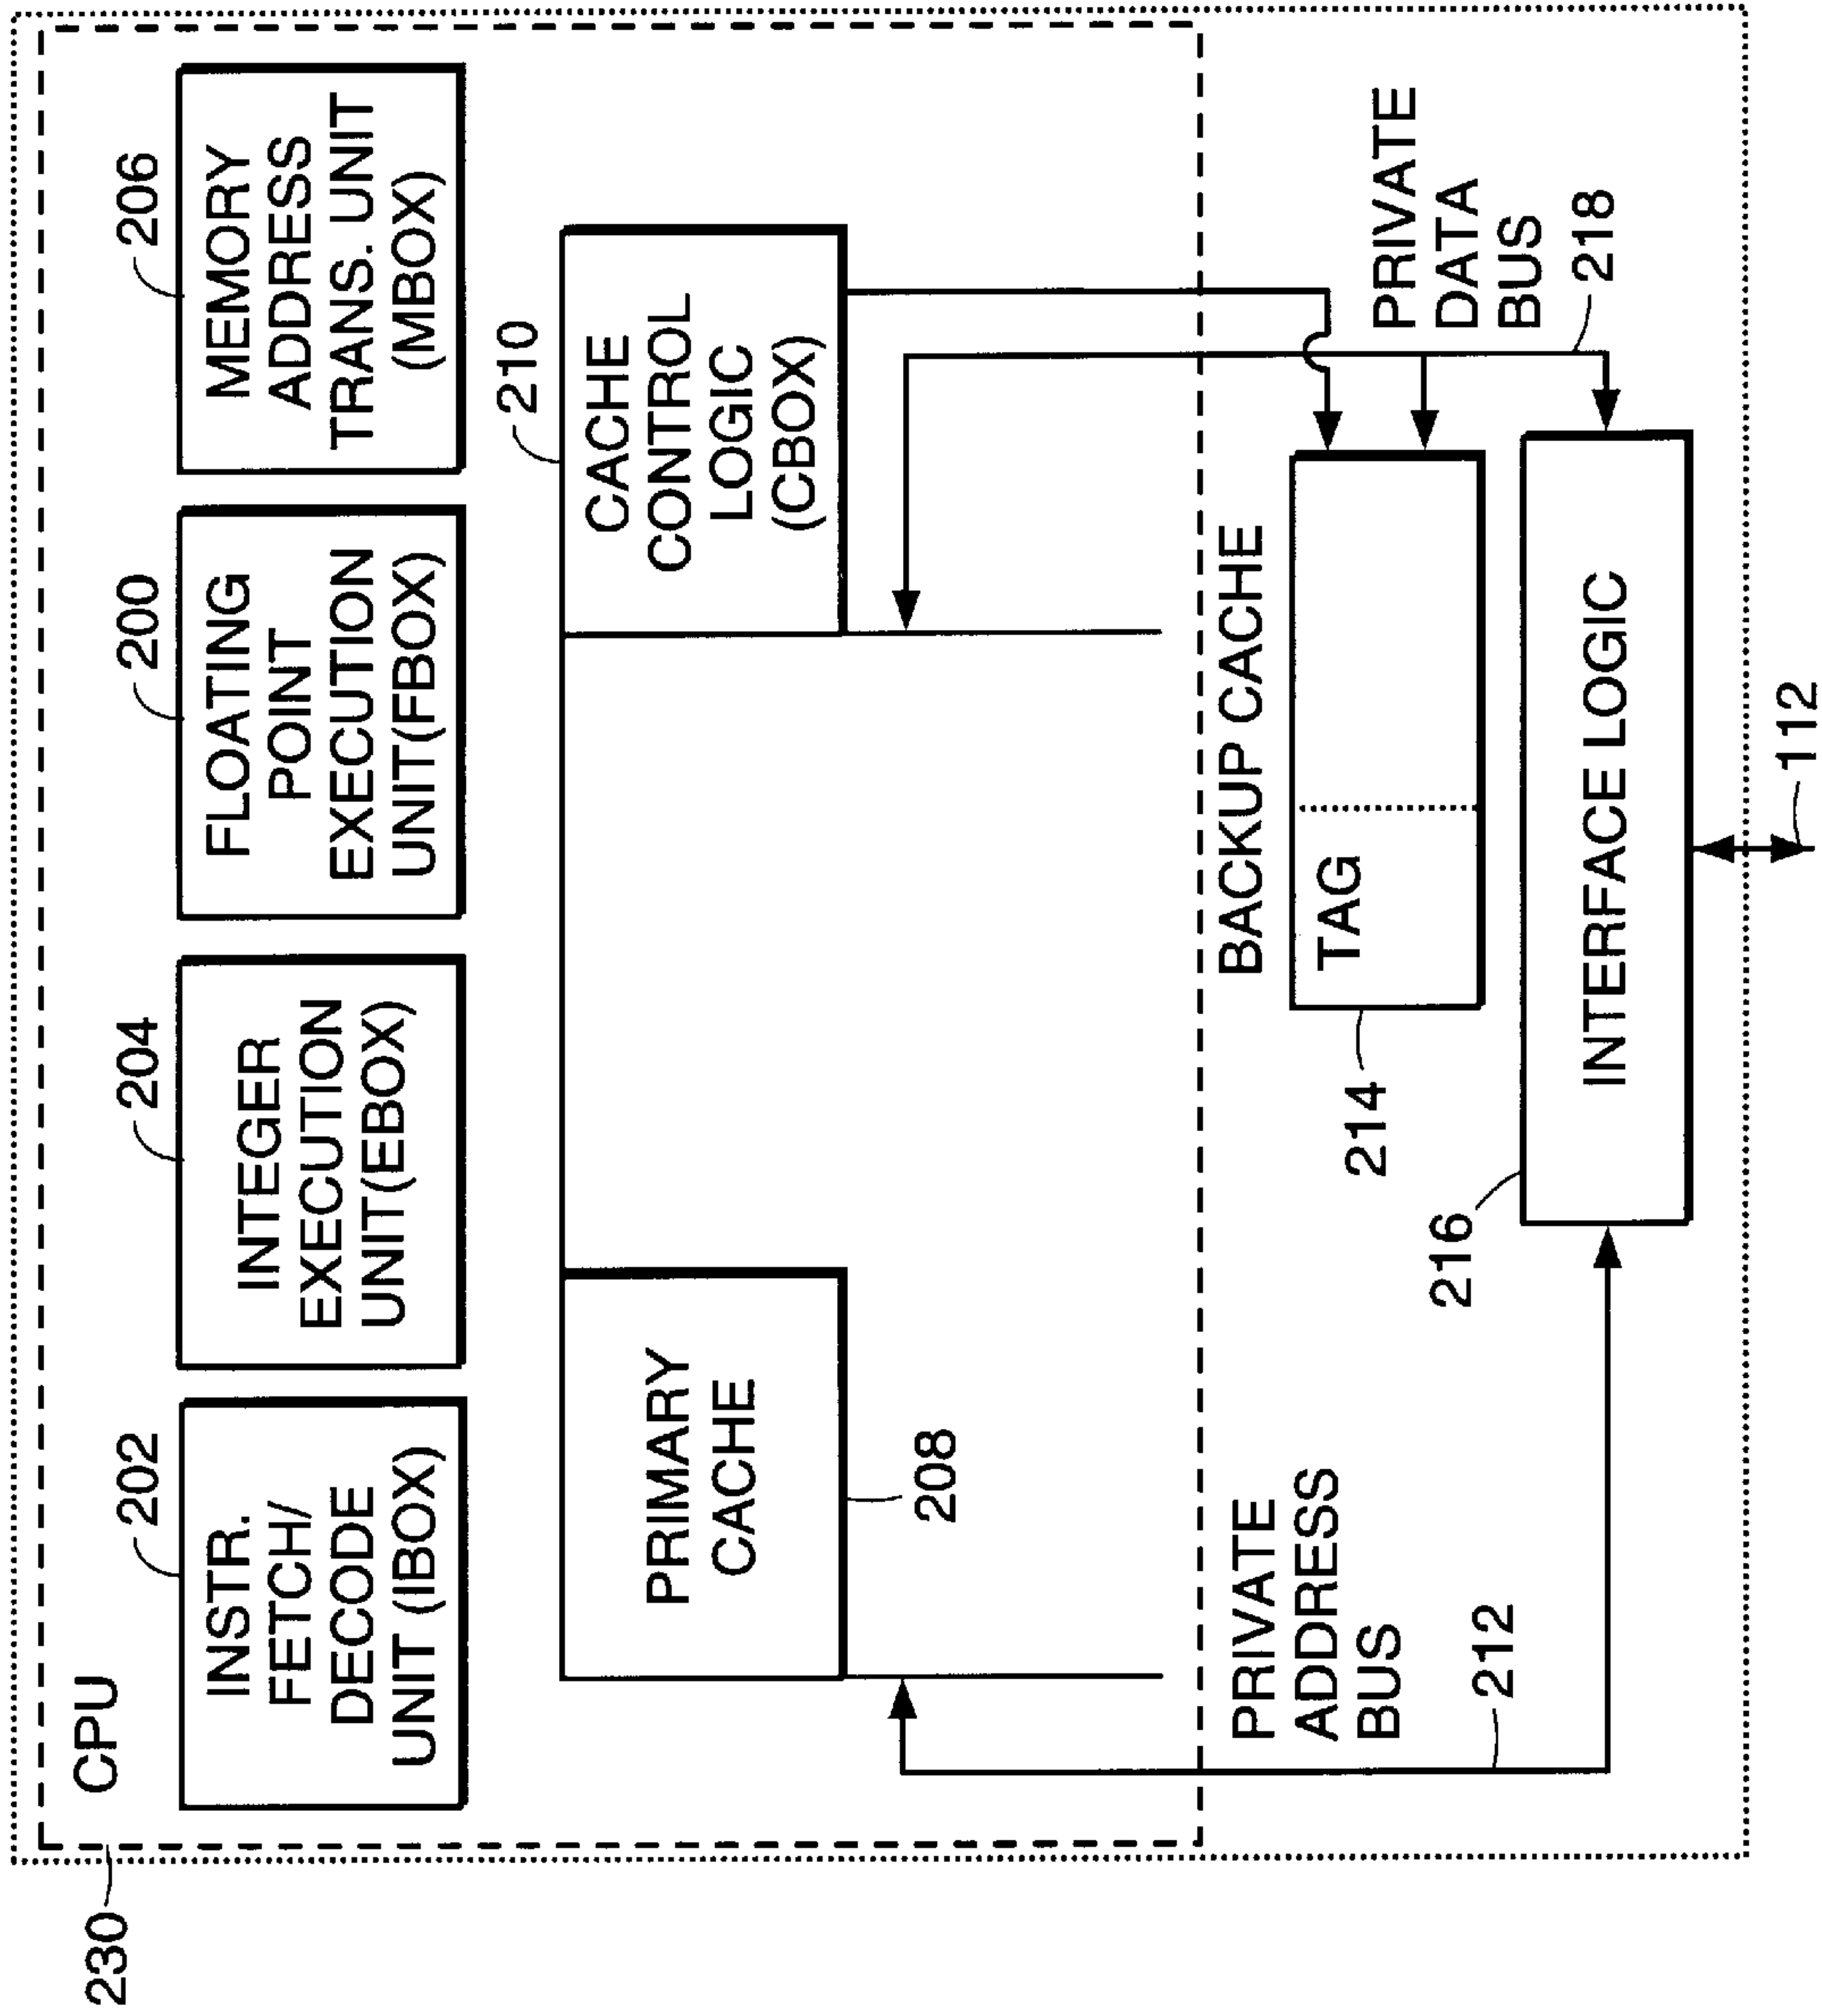 230
CPU
202
INSTR.
FETCH/
DECODE
UNIT (IBOX)
204
INTEGER
EXECUTION
UNIT(EBOX)
200
FLOATING
POINT
EXECUTION
UNIT(FBOX)
206
MEMORY
ADDRESS
TRANS. UNIT
(MBOX)
PRIMARY
CACHE
208
210
CACHE
CONTROL
LOGIC
(CBOX)
PRIVATE
ADDRESS
BUS
212
BACKUP CACHE
TAG
214
PRIVATE
DATA
BUS
218
216
INTERFACE LOGIC
112